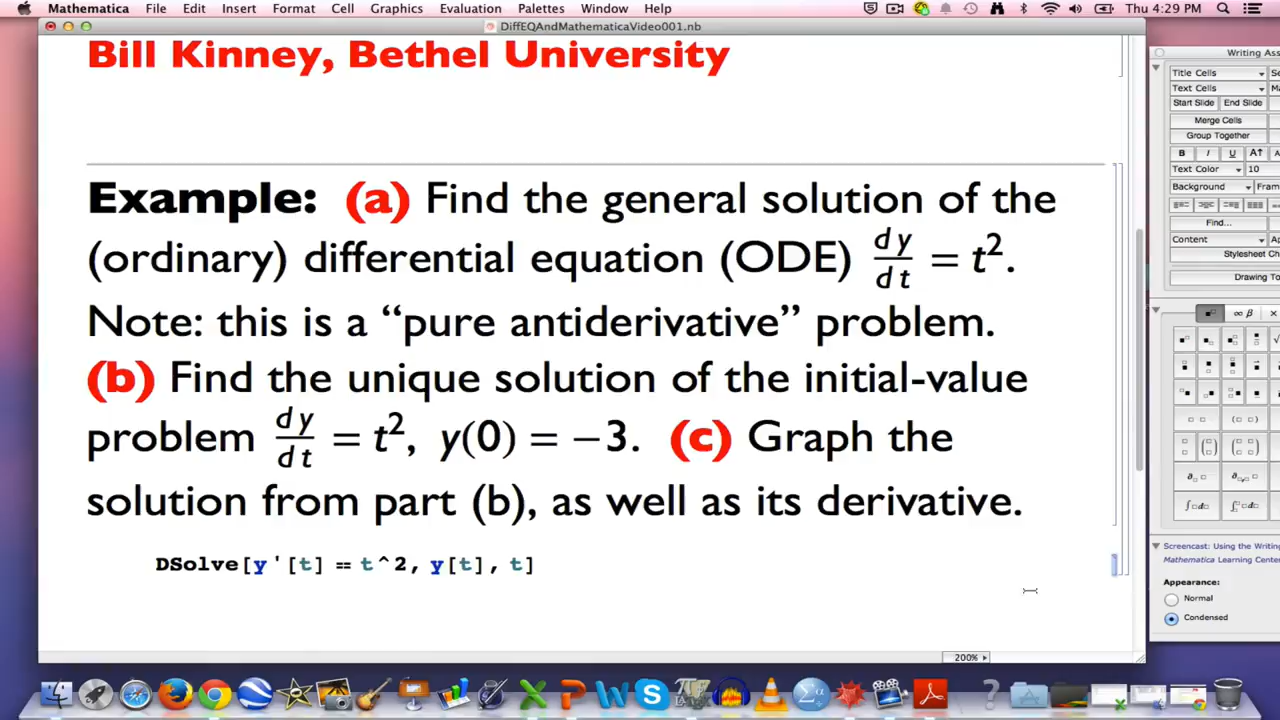 Mathematica File Edit Insert Format Cell Graphics Evaluation Palettes Window Help Thu 4:29 PM
DiffEQAndMathematicaVideo001.nb
Bill Kinney, Bethel University
Example: (a) Find the general solution of the
(ordinary) differential equation (ODE) dy/dt = t².
Note: this is a “pure antiderivative” problem.
(b) Find the unique solution of the initial-value
problem dy/dt = t², y(0) = −3. (c) Graph the
solution from part (b), as well as its derivative.
DSolve[y'[t] == t^2, y[t], t]
200%
Writing Ass
Title Cells
Text Cells
Start Slide End Slide
Merge Cells
Group Together
B I U
Text Color 10
Background Fram
Find...
Content
Stylesheet Ch
Drawing To
∞ β
Screencast: Using the Writing
Mathematica Learning Cente
Appearance:
Normal
Condensed